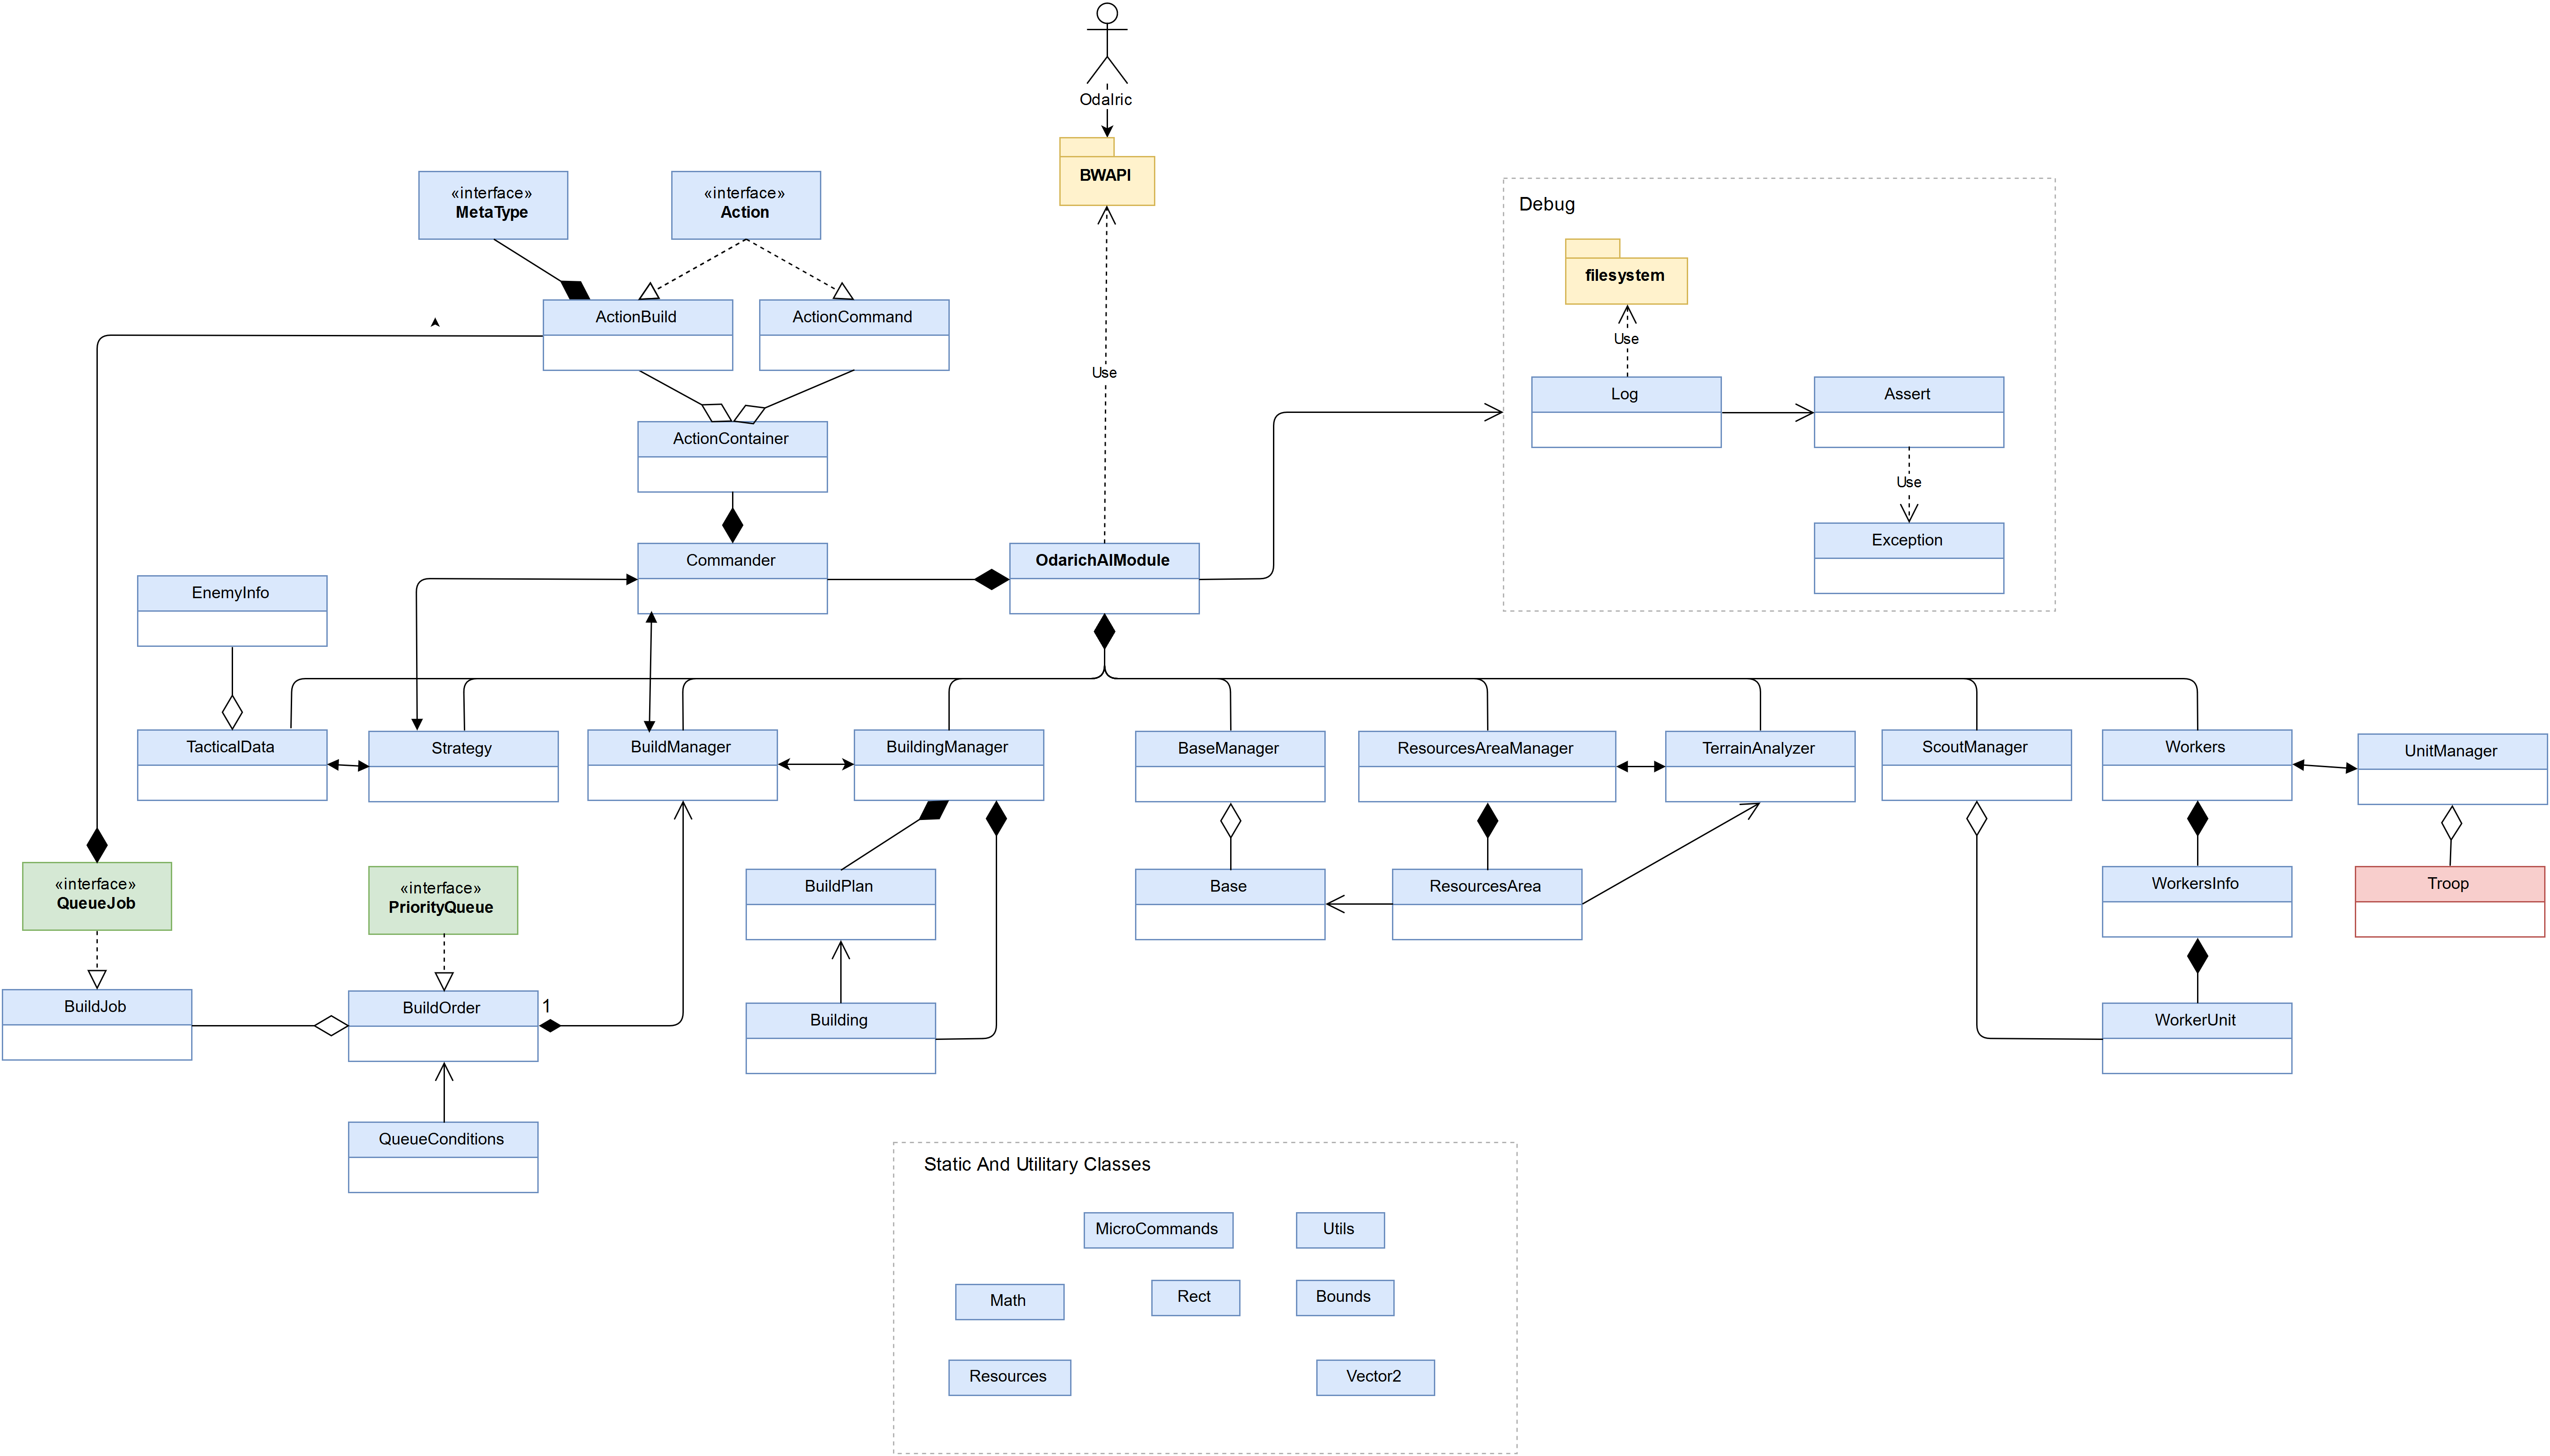 Odalric
BWAPI
«interface»
MetaType
«interface»
Action
Debug
filesystem
Use
ActionBuild
ActionCommand
Use
Log
Assert
ActionContainer
Use
Exception
Commander
OdarichAIModule
EnemyInfo
TacticalData
Strategy
BuildManager
BuildingManager
BaseManager
ResourcesAreaManager
TerrainAnalyzer
ScoutManager
Workers
UnitManager
«interface»
QueueJob
«interface»
PriorityQueue
BuildPlan
Base
ResourcesArea
WorkersInfo
Troop
BuildJob
BuildOrder
1
Building
WorkerUnit
QueueConditions
Static And Utilitary Classes
MicroCommands
Utils
Math
Rect
Bounds
Resources
Vector2